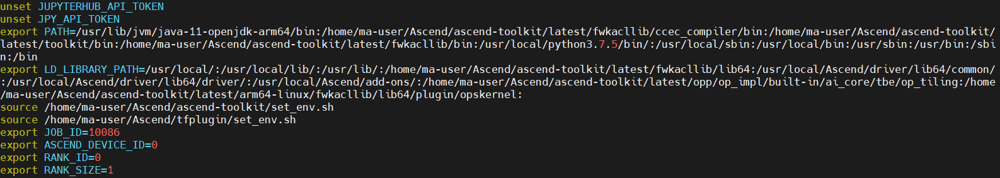 unset JUPYTERHUB_API_TOKEN
unset JPY_API_TOKEN
export PATH=/usr/lib/jvm/java-11-openjdk-arm64/bin:/home/ma-user/Ascend/ascend-toolkit/latest/fwkacllib/ccec_compiler/bin:/home/ma-user/Ascend/ascend-toolkit/
latest/toolkit/bin:/home/ma-user/Ascend/ascend-toolkit/latest/fwkacllib/bin:/usr/local/python3.7.5/bin/:/usr/local/sbin:/usr/local/bin:/usr/sbin:/usr/bin:/sbi
n:/bin
export LD_LIBRARY_PATH=/usr/local/:/usr/local/lib/:/usr/lib/:/home/ma-user/Ascend/ascend-toolkit/latest/fwkacllib/lib64:/usr/local/Ascend/driver/lib64/common/
:/usr/local/Ascend/driver/lib64/driver/:/usr/local/Ascend/add-ons/:/home/ma-user/Ascend/ascend-toolkit/latest/opp/op_impl/built-in/ai_core/tbe/op_tiling:/home
/ma-user/Ascend/ascend-toolkit/latest/arm64-linux/fwkacllib/lib64/plugin/opskernel:
source /home/ma-user/Ascend/ascend-toolkit/set_env.sh
source /home/ma-user/Ascend/tfplugin/set_env.sh
export JOB_ID=10086
export ASCEND_DEVICE_ID=0
export RANK_ID=0
export RANK_SIZE=1